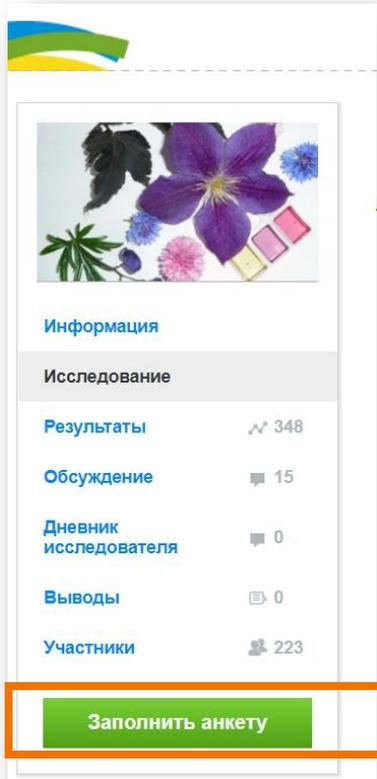 Информация
Исследование
Результаты 348
Обсуждение 15
Дневник
исследователя 0
Выводы 0
Участники 223
Заполнить анкету